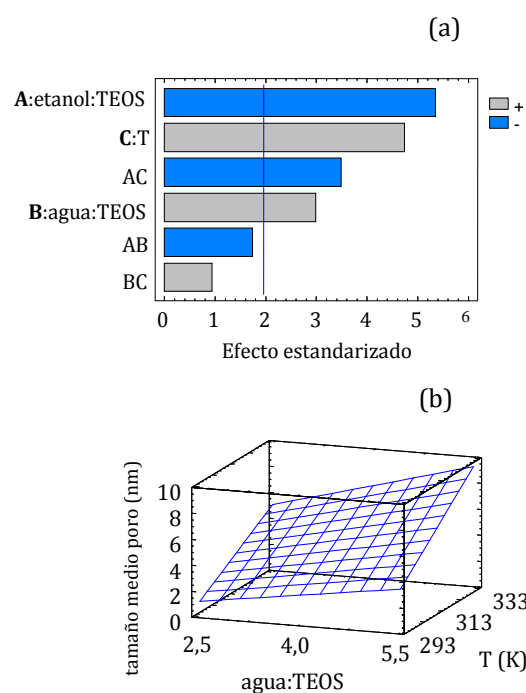 (a)
A:etanol:TEOS
C:T
AC
B:agua:TEOS
AB
BC
+
-
0 1 2 3 4 5 6
Efecto estandarizado
(b)
tamaño medio poro (nm)
10
8
6
4
2
0
2,5 4,0 5,5
293 313 333
agua:TEOS
T (K)